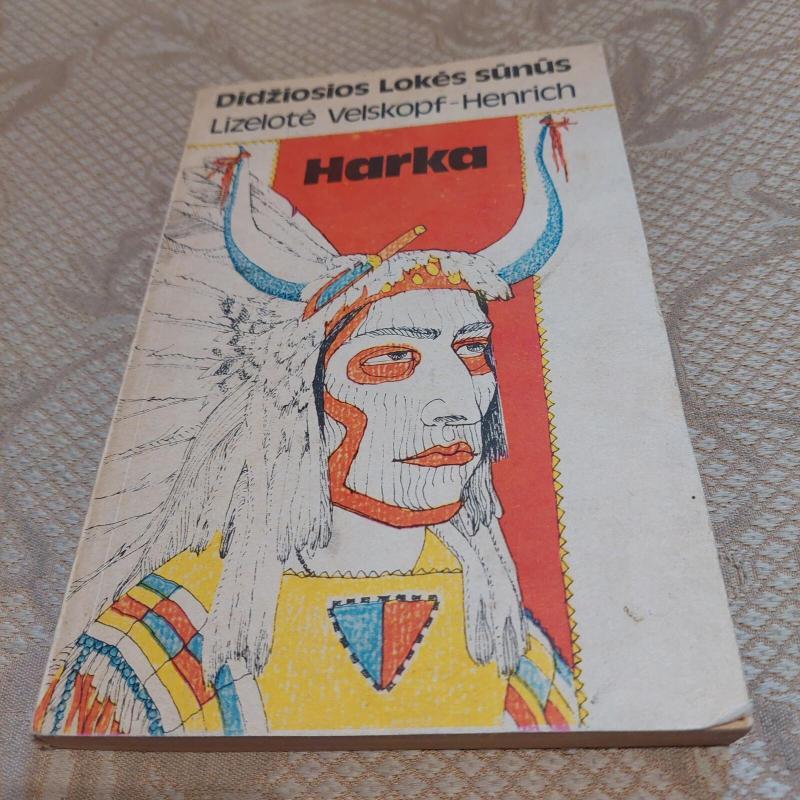 Didžiosios Lokės sūnūs
Lizelotė Velskopf-Henrich
Harka